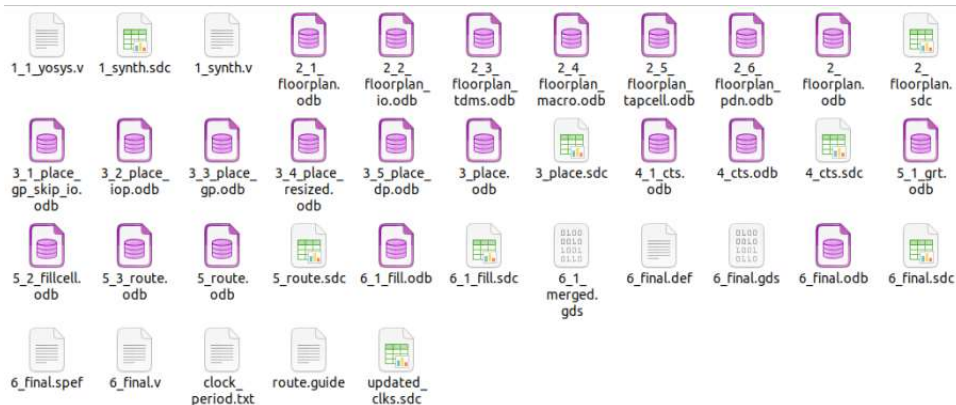 1_1_yosys.v 1_synth.sdc 1_synth.v 2_1_ 2_2_ 2_3_ 2_4_ 2_5_ 2_6_ 2_ 2_
floorplan. floorplan_ floorplan_ floorplan_ floorplan_ floorplan_ floorplan. floorplan.
odb io.odb tdms.odb macro.odb tapcell.odb pdn.odb odb sdc
3_1_place_ 3_2_place_ 3_3_place_ 3_4_place_ 3_5_place_ 3_place. 3_place.sdc 4_1_cts. 4_cts.odb 4_cts.sdc 5_1_grt.
gp_skip_io. iop.odb gp.odb resized. dp.odb odb odb odb
odb odb
5_2_fillcell. 5_3_route. 5_route. 5_route.sdc 6_1_fill.odb 6_1_fill.sdc 6_1_ 6_final.def 6_final.gds 6_final.odb 6_final.sdc
odb odb odb merged.
gds
6_final.spef 6_final.v clock_ route.guide updated_
period.txt clks.sdc